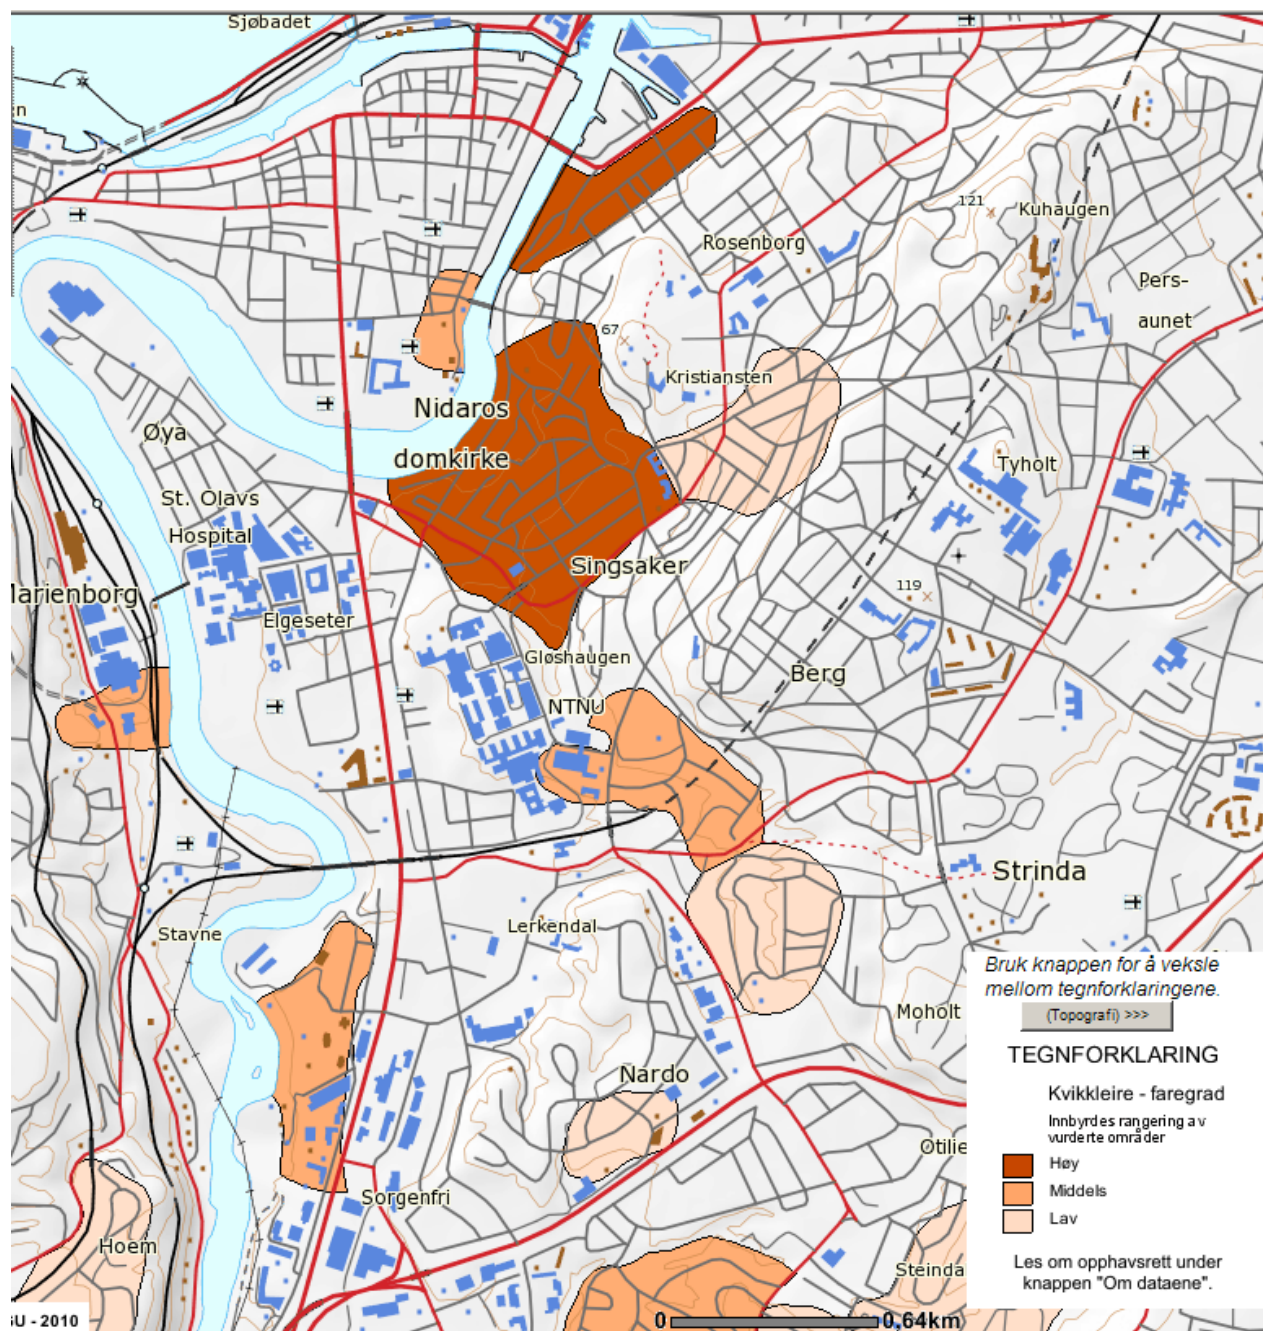 Sjøbadet
121
Kuhaugen
Rosenborg
Pers-
aunet
67
Kristiansten
Nidaros
domkirke
Øya
Tyholt
St. Olavs
Hospital
Singsaker
119
Marienborg
Elgeseter
Gløshaugen
Berg
NTNU
Strinda
Lerkendal
Stavne
Bruk knappen for å veksle
mellom tegnforklaringene.
(Topografi) >>>
Moholt
TEGNFORKLARING
Nardo
Kvikkleire - faregrad
Innbyrdes rangering av
vurderte områder
Otilie
Høy
Middels
Sorgenfri
Lav
Hoem
Steinda
Les om opphavsrett under
knappen "Om dataene".
GU - 2010
0 0,64km